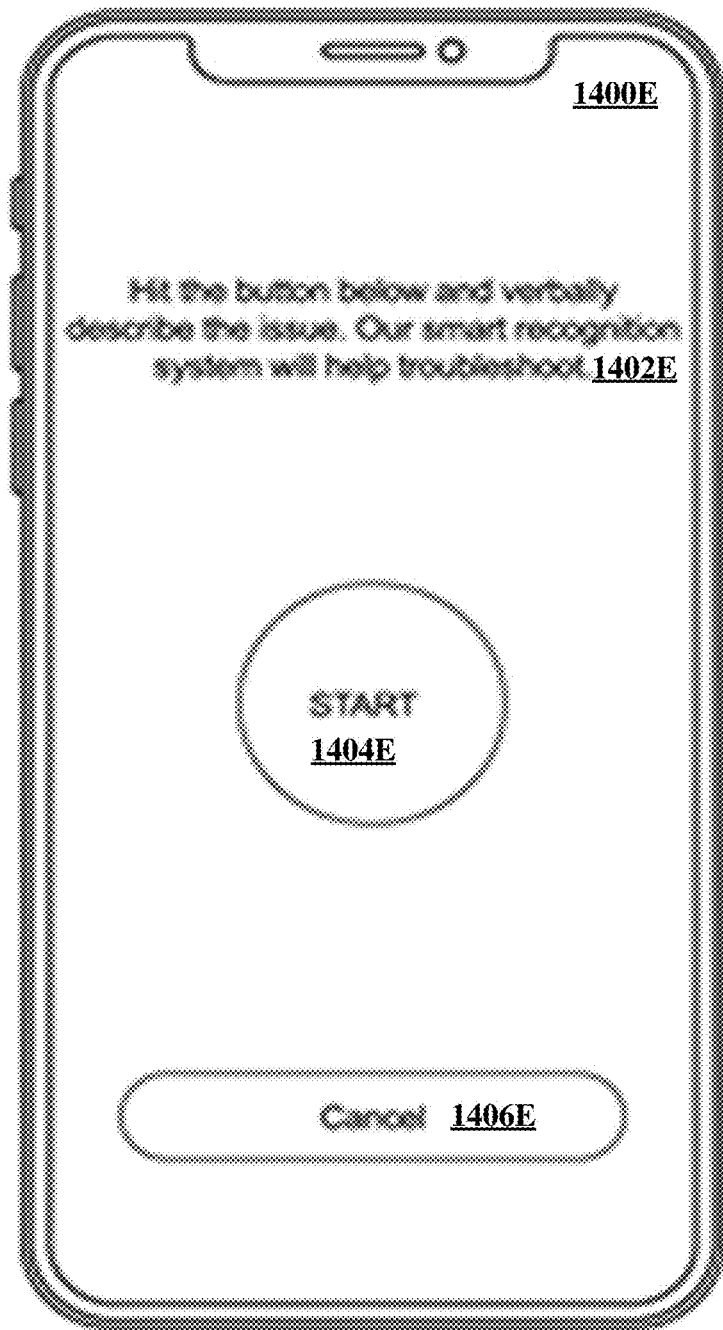 1400E
Hit the button below and verbally
describe the issue. Our smart recognition
system will help troubleshoot. 1402E
START
1404E
Cancel 1406E